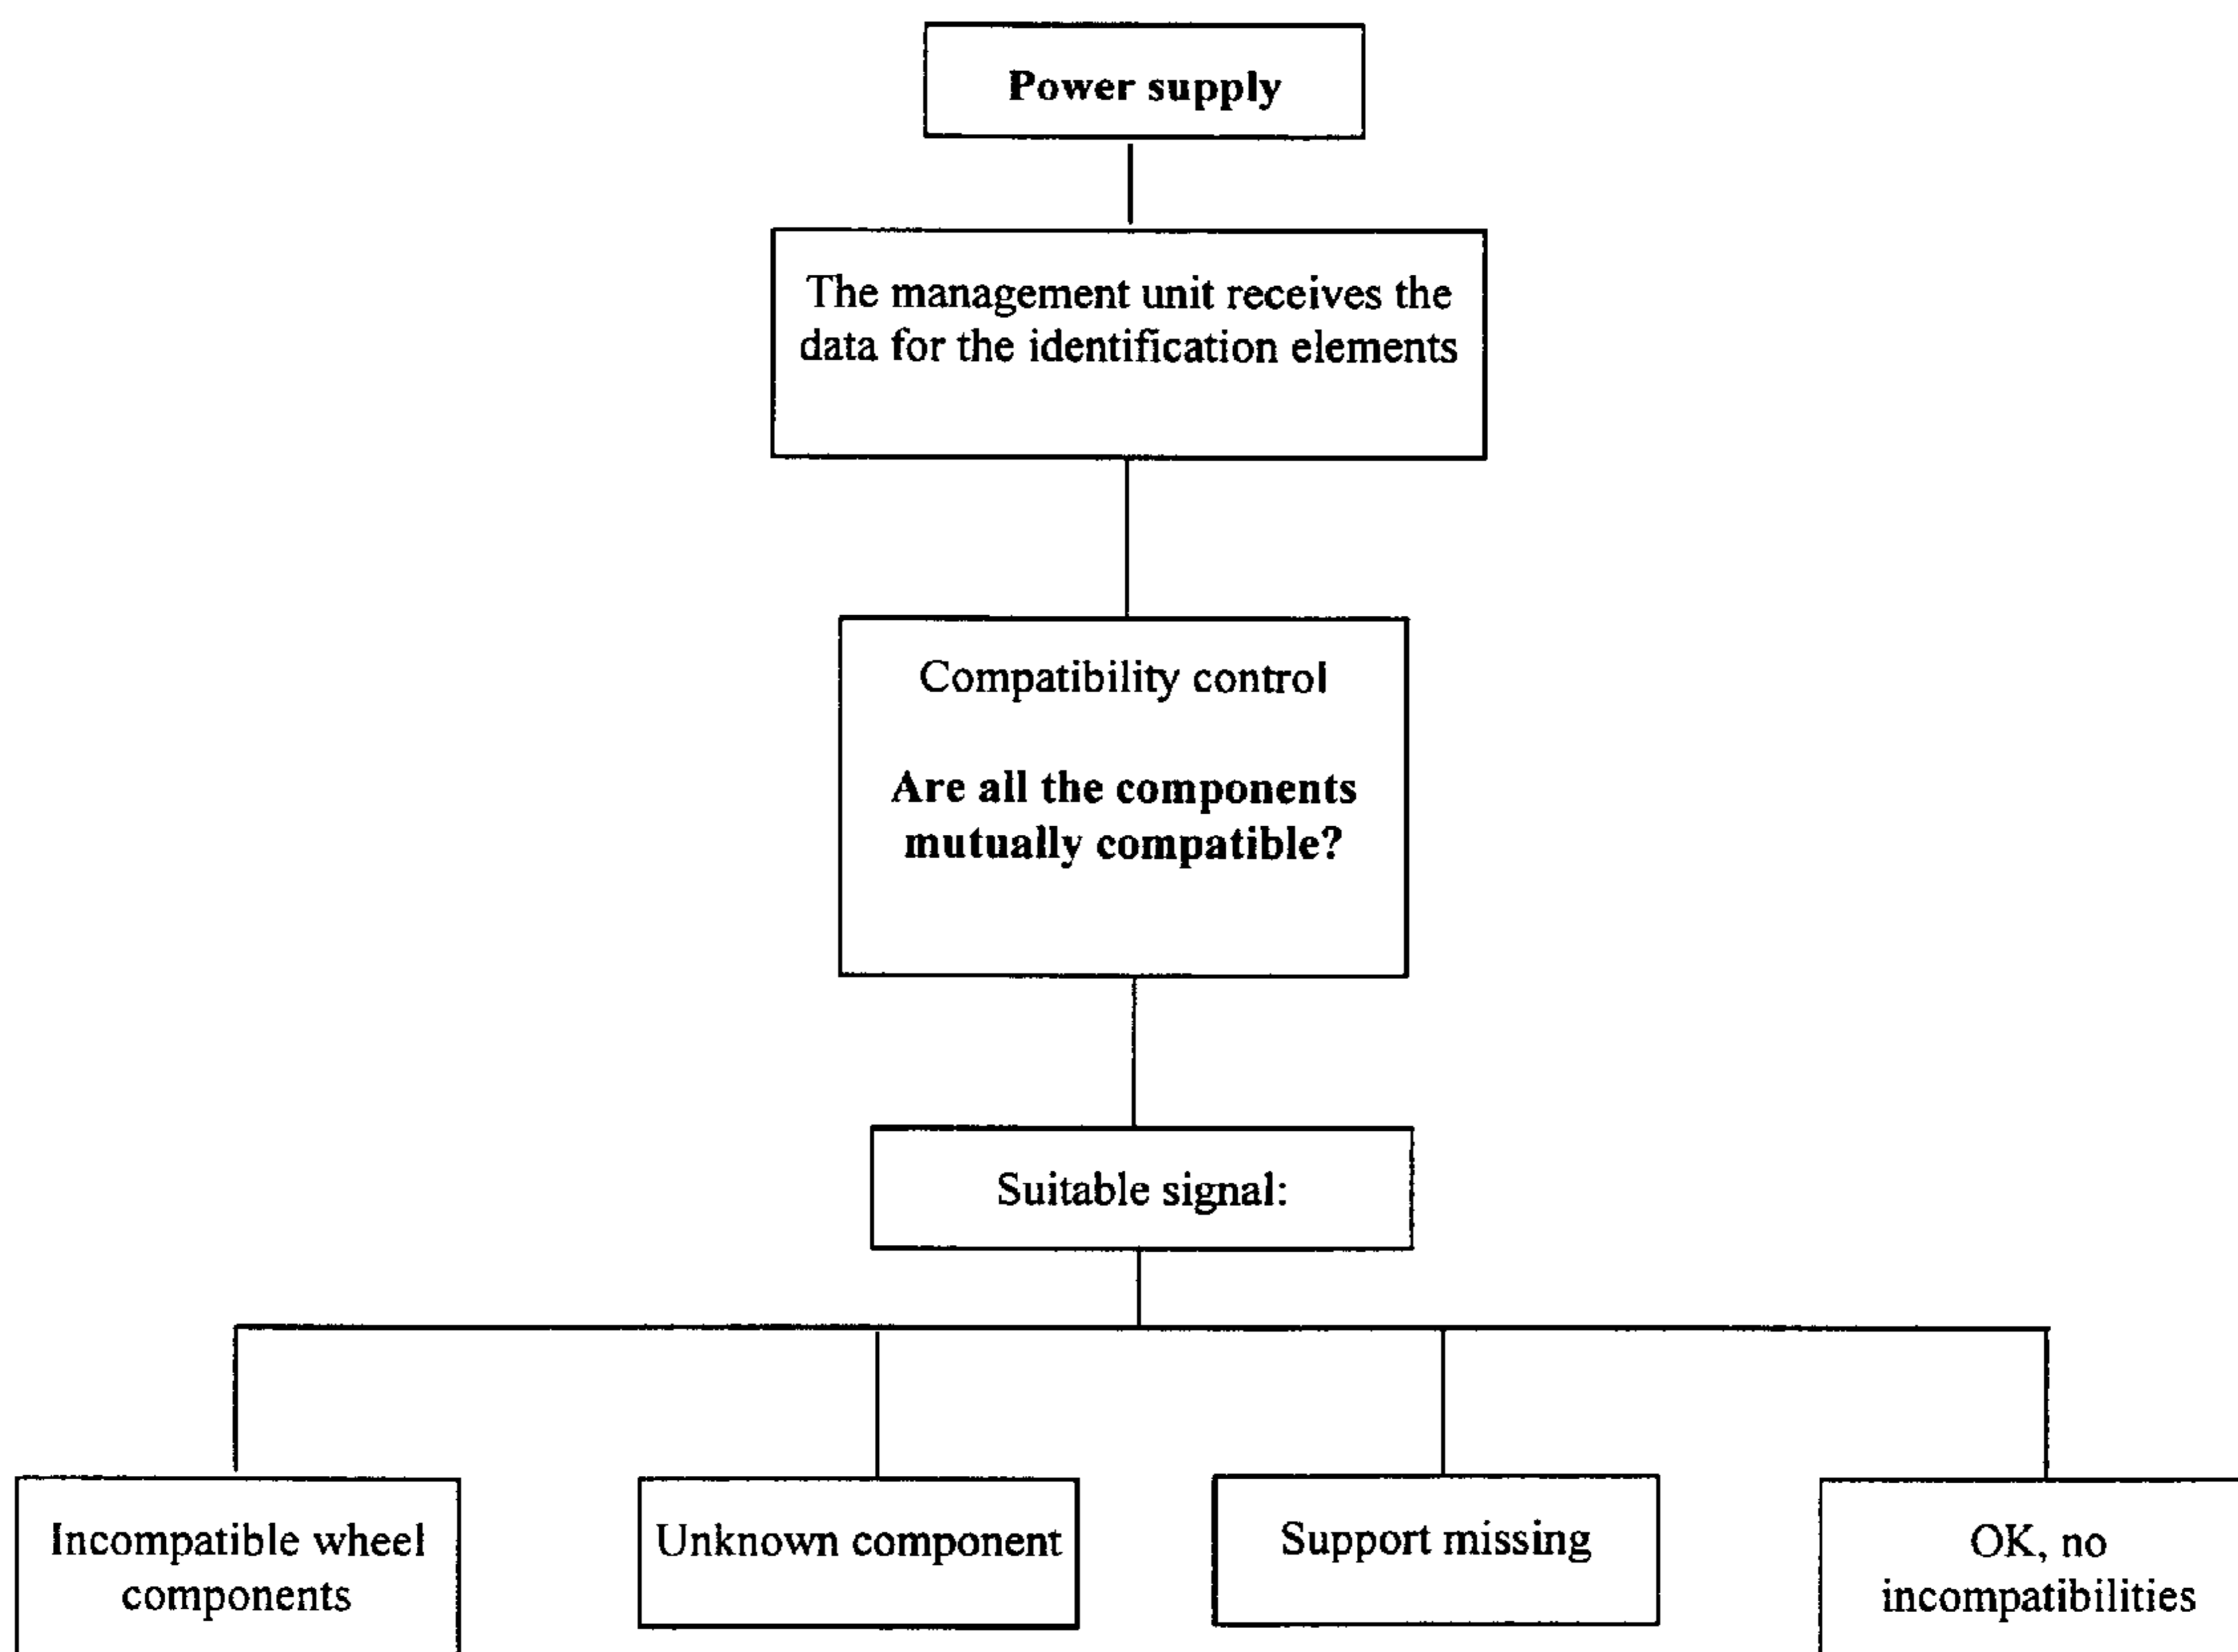 Power supply
The management unit receives the
data for the identification elements
Compatibility control
Are all the components
mutually compatible?
Suitable signal:
Incompatible wheel
components
Unknown component
Support missing
OK, no
incompatibilities